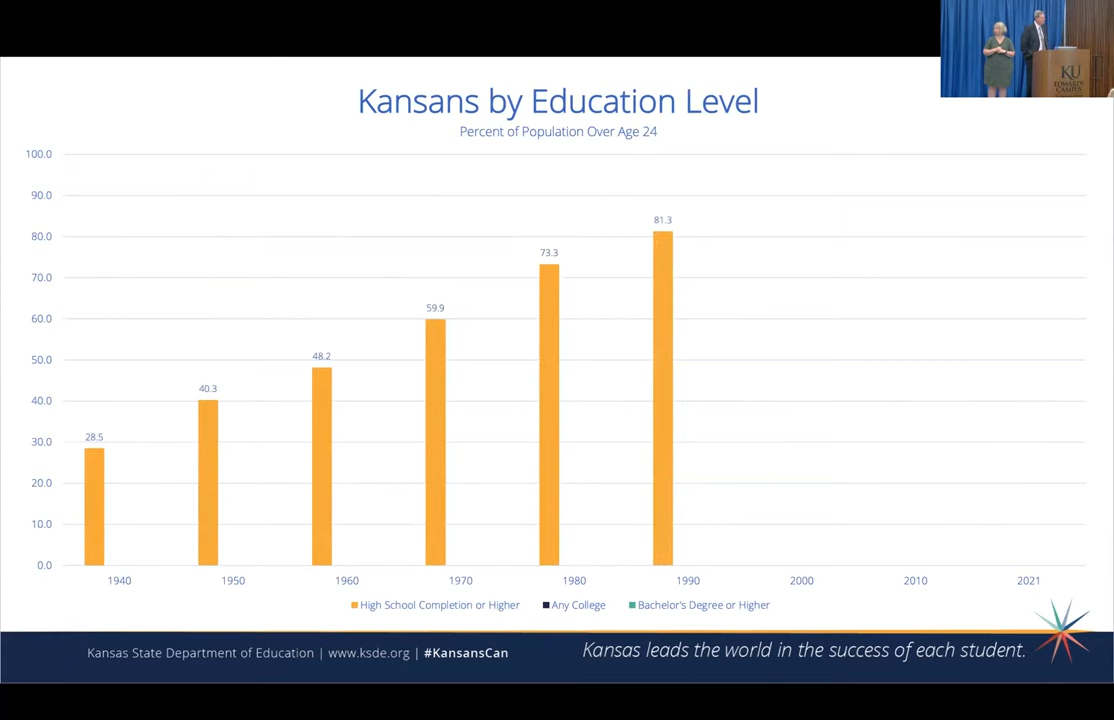 KU
EDWARDS
CAMPUS
Kansans by Education Level
Percent of Population Over Age 24
100.0
90.0
80.0
70.0
60.0
50.0
40.0
30.0
20.0
10.0
0.0
28.5
40.3
48.2
59.9
73.3
81.3
1940 1950 1960 1970 1980 1990 2000 2010 2021
High School Completion or Higher Any College Bachelor's Degree or Higher
Kansas State Department of Education | www.ksde.org | #KansansCan
Kansas leads the world in the success of each student.